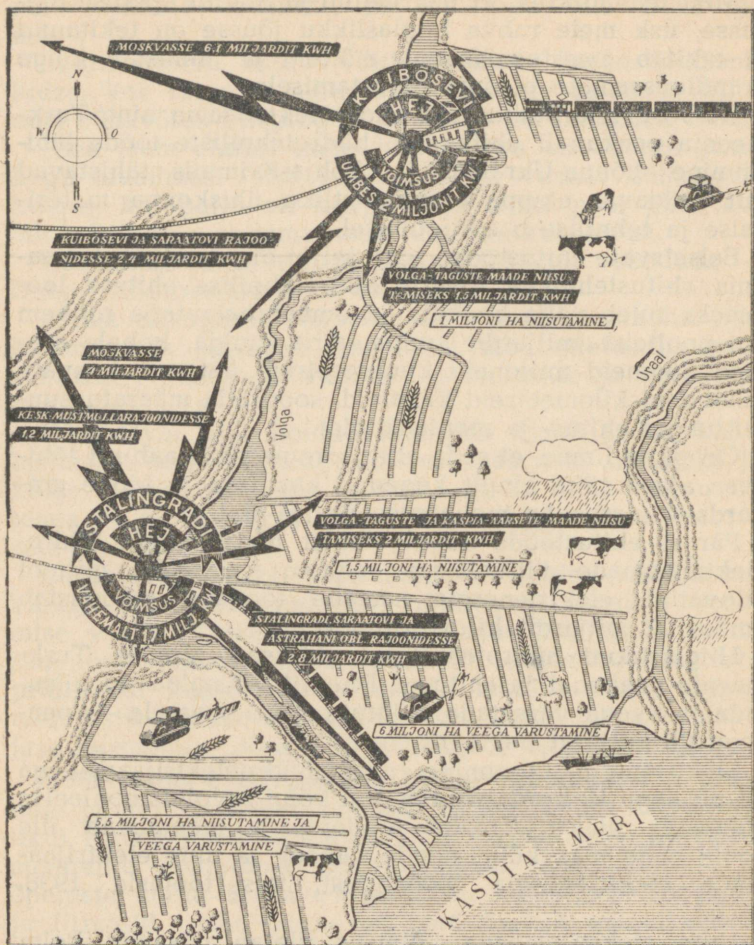 MOSKVASSE 6,1 MILJARDIT KWH
N
W
O
S
KUIBÕSEVI
HEJ
VÕIMSUS
UMBES 2 MILJONIT KW
KUIBÕSEVI JA SARAATOVI RAJOO-
NIDESSE 2,4 MILJARDIT KWH
VOLGA-TAGUSTE MAADE NIISU-
TAMISEKS 1,5 MILJARDIT KWH
1 MILJONI HA NIISUTAMINE
Uraal
MOSKVASSE
4 MILJARDIT KWH
KESK-MUSTMULLARAJOONIDESSE
1,2 MILJARDIT KWH
Volga
STALINGRADI
HEJ
VÕIMSUS
VÄHEMALT 1,7 MILJ. KW
VOLGA-TAGUSTE JA KASPIA-ÄÄRSETE MAADE NIISU-
TAMISEKS 2 MILJARDIT KWH
1,5 MILJONI HA NIISUTAMINE
STALINGRADI, SARAATOVI JA
ASTRAHANI OBL. RAJOONIDESSE
2,8 MILJARDIT KWH
6 MILJONI HA VEEGA VARUSTAMINE
5,5 MILJONI HA NIISUTAMINE JA
VEEGA VARUSTAMINE
KASPIA MERI